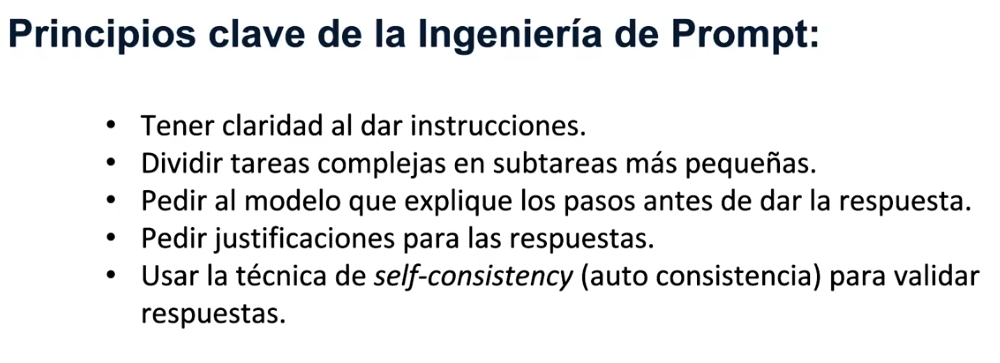 Principios clave de la Ingeniería de Prompt:
• Tener claridad al dar instrucciones.
• Dividir tareas complejas en subtareas más pequeñas.
• Pedir al modelo que explique los pasos antes de dar la respuesta.
• Pedir justificaciones para las respuestas.
• Usar la técnica de self-consistency (auto consistencia) para validar
respuestas.